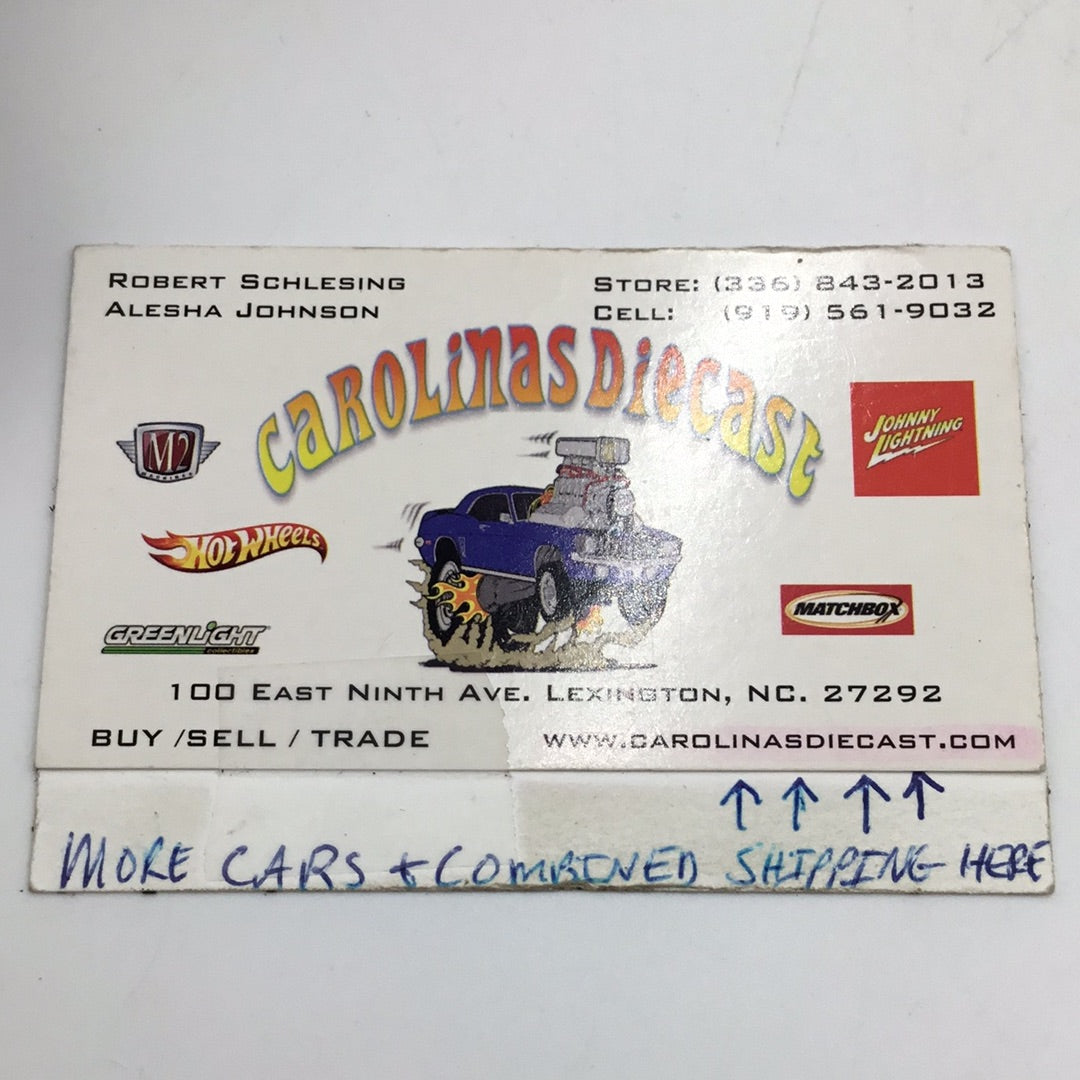 ROBERT SCHLESING
ALESHA JOHNSON
STORE: (336) 843-2013
CELL: (919) 561-9032
CAROLiNas Diecast
M2
MACHINES
JOHNNY LIGHTNING
HOT WHEELS
MATCHBOX
GREENLiGHT
collectibles
100 EAST NINTH AVE. LEXINGTON, NC. 27292
BUY /SELL / TRADE
WWW.CAROLINASDIECAST.COM
MORE CARS + COMBINED SHIPPING HERE